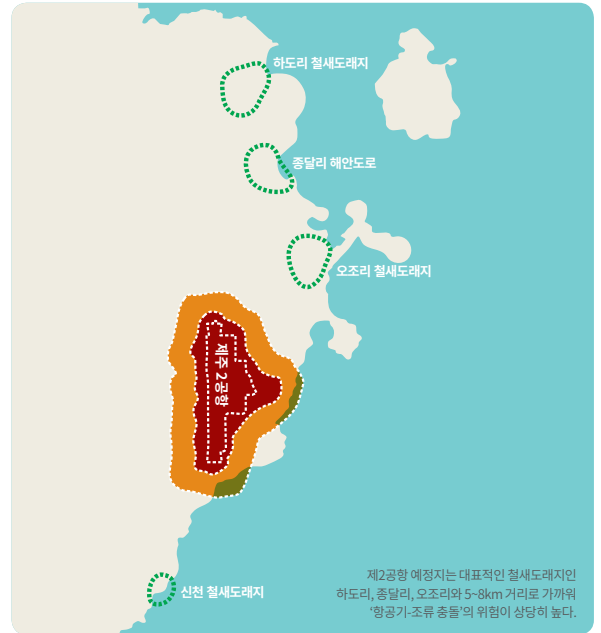 하도리 철새도래지
종달리 해안도로
오조리 철새도래지
제주 2공항
신천 철새도래지
제2공항 예정지는 대표적인 철새도래지인
하도리, 종달리, 오조리와 5~8km 거리로 가까워
‘항공기-조류 충돌’의 위험이 상당히 높다.